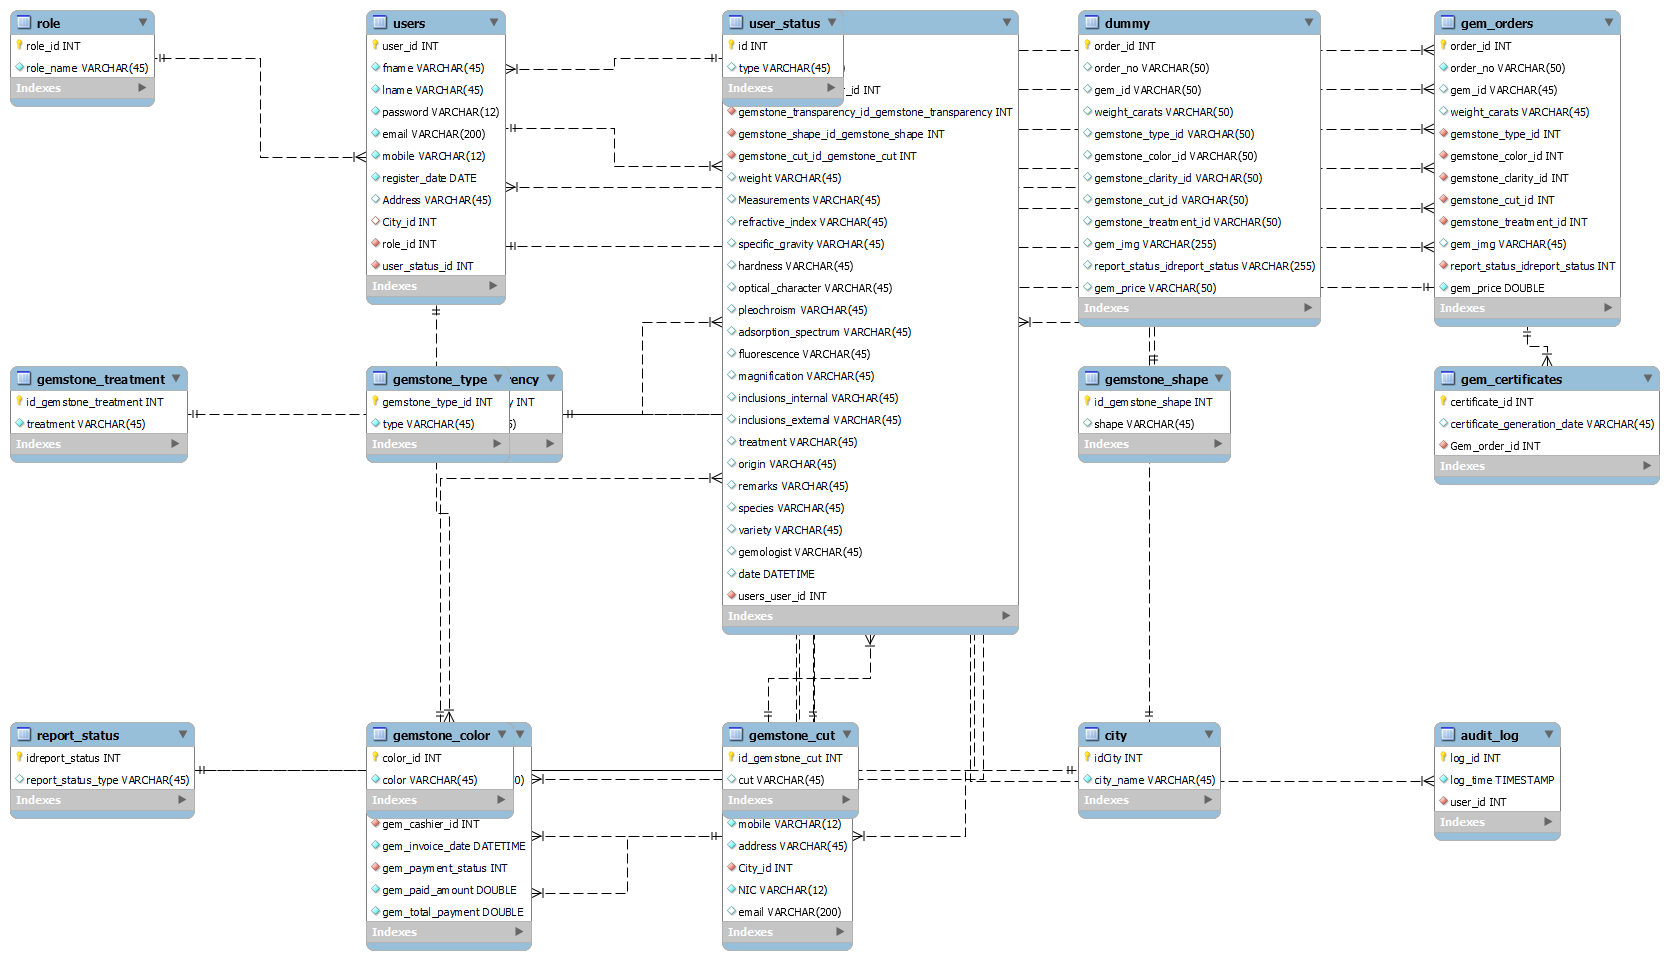 role
role_id INT
role_name VARCHAR(45)
Indexes
users
user_id INT
fname VARCHAR(45)
lname VARCHAR(45)
password VARCHAR(12)
email VARCHAR(200)
mobile VARCHAR(12)
register_date DATE
Address VARCHAR(45)
City_id INT
role_id INT
user_status_id INT
Indexes
user_status
id INT
type VARCHAR(45)
Indexes
_id INT
gemstone_transparency_id_gemstone_transparency INT
gemstone_shape_id_gemstone_shape INT
gemstone_cut_id_gemstone_cut INT
weight VARCHAR(45)
Measurements VARCHAR(45)
refractive_index VARCHAR(45)
specific_gravity VARCHAR(45)
hardness VARCHAR(45)
optical_character VARCHAR(45)
pleochroism VARCHAR(45)
adsorption_spectrum VARCHAR(45)
fluorescence VARCHAR(45)
magnification VARCHAR(45)
inclusions_internal VARCHAR(45)
inclusions_external VARCHAR(45)
treatment VARCHAR(45)
origin VARCHAR(45)
remarks VARCHAR(45)
species VARCHAR(45)
variety VARCHAR(45)
gemologist VARCHAR(45)
date DATETIME
users_user_id INT
Indexes
dummy
order_id INT
order_no VARCHAR(50)
gem_id VARCHAR(50)
weight_carats VARCHAR(50)
gemstone_type_id VARCHAR(50)
gemstone_color_id VARCHAR(50)
gemstone_clarity_id VARCHAR(50)
gemstone_cut_id VARCHAR(50)
gemstone_treatment_id VARCHAR(50)
gem_img VARCHAR(255)
report_status_idreport_status VARCHAR(255)
gem_price VARCHAR(50)
Indexes
gem_orders
order_id INT
order_no VARCHAR(50)
gem_id VARCHAR(45)
weight_carats VARCHAR(45)
gemstone_type_id INT
gemstone_color_id INT
gemstone_clarity_id INT
gemstone_cut_id INT
gemstone_treatment_id INT
gem_img VARCHAR(45)
report_status_idreport_status INT
gem_price DOUBLE
Indexes
gemstone_treatment
id_gemstone_treatment INT
treatment VARCHAR(45)
Indexes
gemstone_type
gemstone_type_id INT
type VARCHAR(45)
Indexes
rency
y INT
5)
gemstone_shape
id_gemstone_shape INT
shape VARCHAR(45)
Indexes
gem_certificates
certificate_id INT
certificate_generation_date VARCHAR(45)
Gem_order_id INT
Indexes
report_status
idreport_status INT
report_status_type VARCHAR(45)
Indexes
gemstone_color
color_id INT
color VARCHAR(45)
Indexes
0)
gem_cashier_id INT
gem_invoice_date DATETIME
gem_payment_status INT
gem_paid_amount DOUBLE
gem_total_payment DOUBLE
Indexes
gemstone_cut
id_gemstone_cut INT
cut VARCHAR(45)
Indexes
mobile VARCHAR(12)
address VARCHAR(45)
City_id INT
NIC VARCHAR(12)
email VARCHAR(200)
Indexes
city
idCity INT
city_name VARCHAR(45)
Indexes
audit_log
log_id INT
log_time TIMESTAMP
user_id INT
Indexes